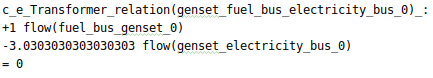 c_e_Transformer_relation(genset_fuel_bus_electricity_bus_0)_:
+1 flow(fuel_bus_genset_0)
-3.0303030303030303 flow(genset_electricity_bus_0)
= 0